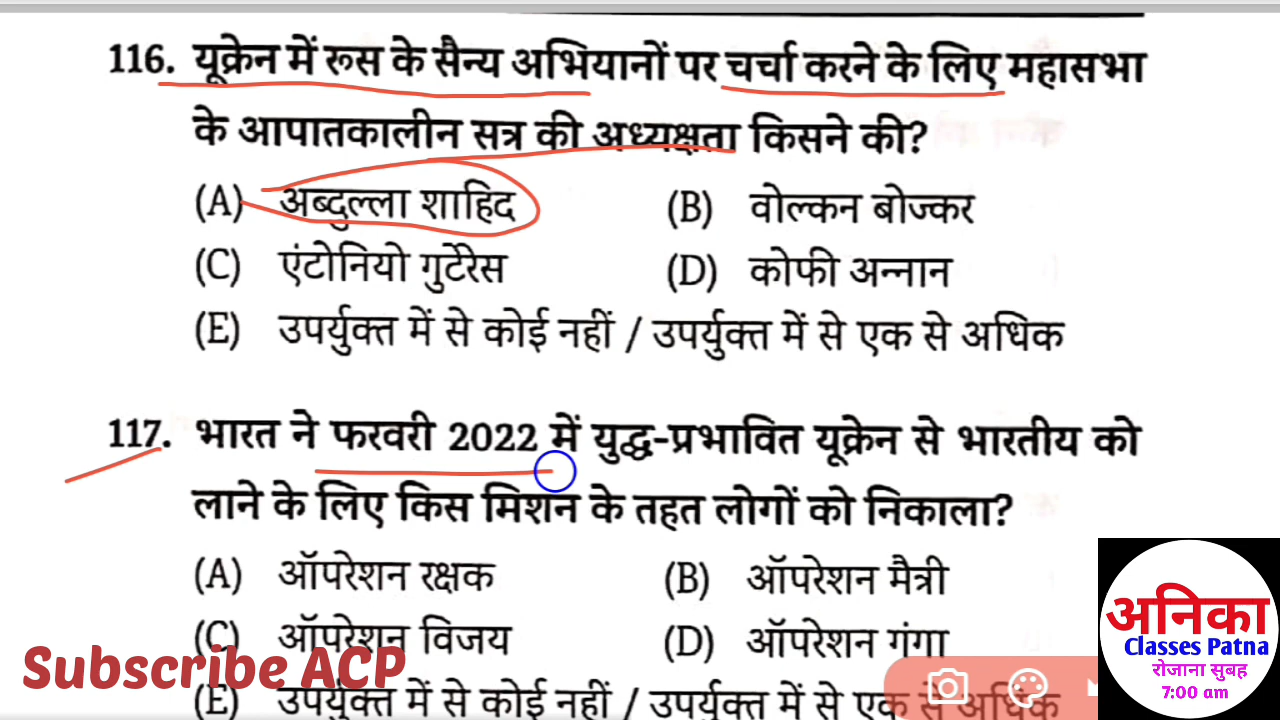 116. यूक्रेन में रूस के सैन्य अभियानों पर चर्चा करने के लिए महासभा
के आपातकालीन सत्र की अध्यक्षता किसने की?
(A) अब्दुल्ला शाहिद (B) वोल्कन बोज्कर
(C) एंटोनियो गुटेरेस (D) कोफी अन्नान
(E) उपर्युक्त में से कोई नहीं / उपर्युक्त में से एक से अधिक
117. भारत ने फरवरी 2022 में युद्ध-प्रभावित यूक्रेन से भारतीय को
लाने के लिए किस मिशन के तहत लोगों को निकाला?
(A) ऑपरेशन रक्षक (B) ऑपरेशन मैत्री
(C) ऑपरेशन विजय (D) ऑपरेशन गंगा
(E) उपर्युक्त में से कोई नहीं / उपर्युक्त में से एक से अधिक
Subscribe ACP
अनिका
Classes Patna
रोजाना सुबह
7:00 am